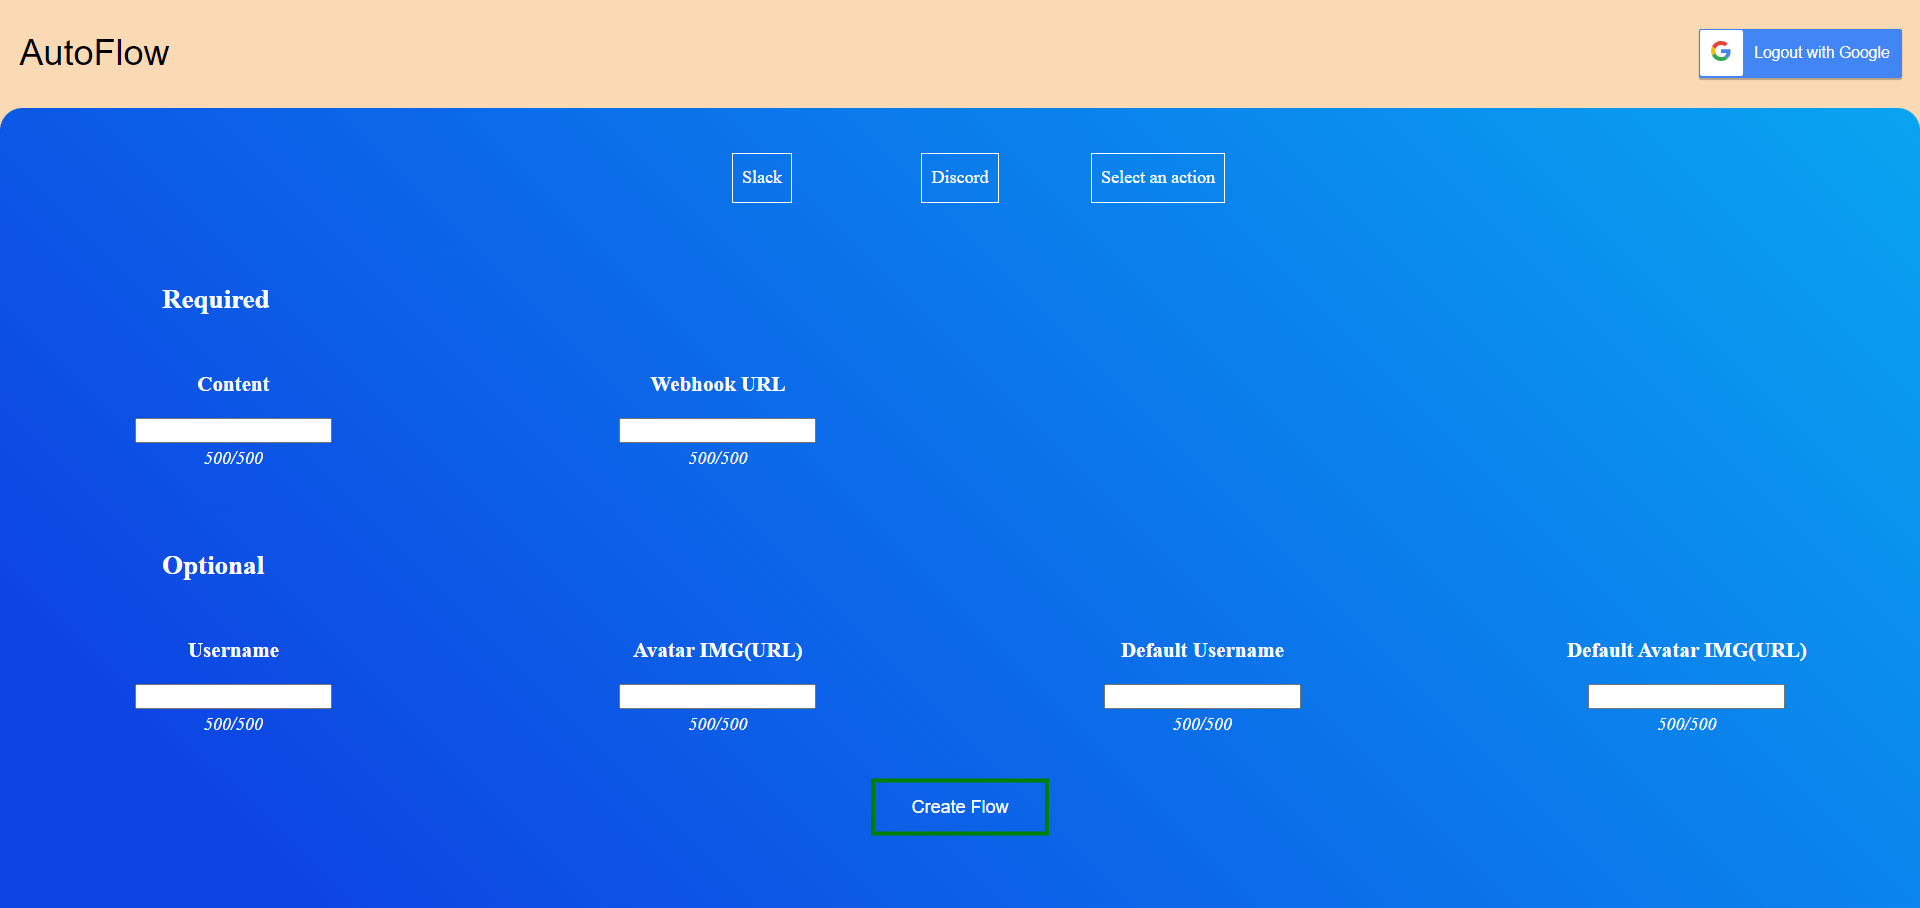 AutoFlow
Logout with Google
Slack
Discord
Select an action
Required
Content
Webhook URL
500/500
500/500
Optional
Username
Avatar IMG(URL)
Default Username
Default Avatar IMG(URL)
500/500
500/500
500/500
500/500
Create Flow